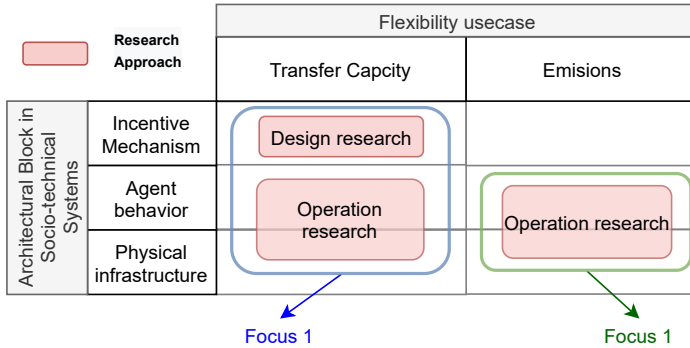 Flexibility usecase
Research
Approach
Transfer Capcity
Emisions
Architectural Block in
Socio-technical
Systems
Incentive
Mechanism
Design research
Agent
behavior
Operation
research
Operation research
Physical
infrastructure
Focus 1
Focus 1